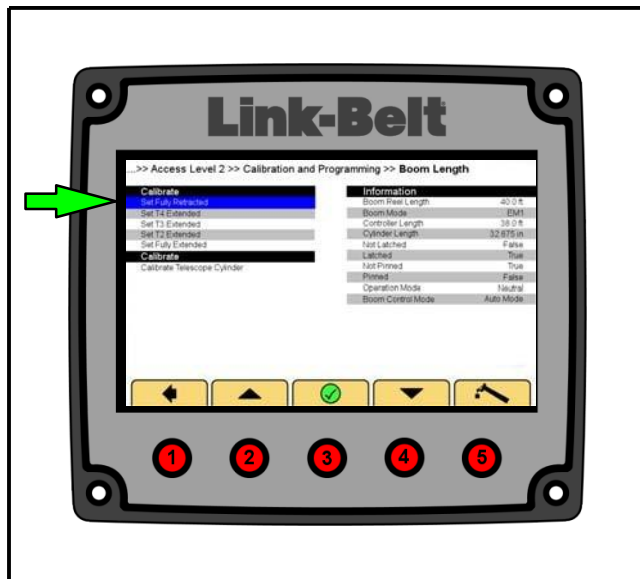 Link-Belt
...>> Access Level 2 >> Calibration and Programming >> Boom Length
Calibrate
Set Fully Retracted
Set T4 Extended
Set T3 Extended
Set T2 Extended
Set Fully Extended
Calibrate
Calibrate Telescope Cylinder
Information
Boom Reel Length 40.0 ft
Boom Mode EM1
Controller Length 38.0 ft
Cylinder Length 32.675 in
Not Latched False
Latched True
Not Pinned True
Pinned False
Operation Mode Neutral
Boom Control Mode Auto Mode
1 2 3 4 5